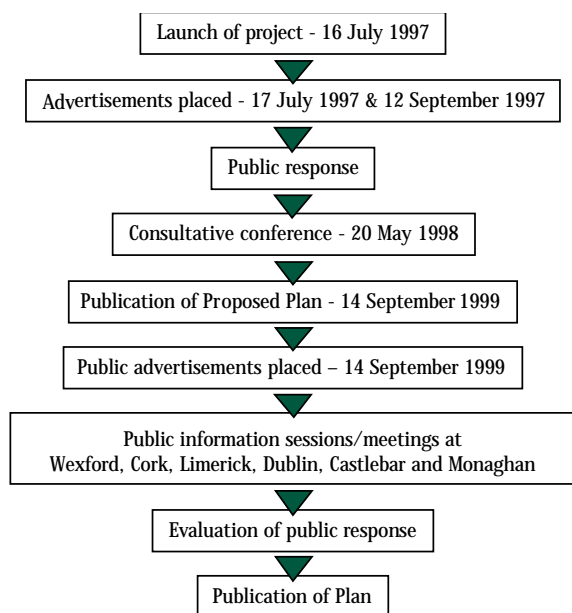 Launch of project - 16 July 1997
Advertisements placed - 17 July 1997 & 12 September 1997
Public response
Consultative conference - 20 May 1998
Publication of Proposed Plan - 14 September 1999
Public advertisements placed – 14 September 1999
Public information sessions/meetings at
Wexford, Cork, Limerick, Dublin, Castlebar and Monaghan
Evaluation of public response
Publication of Plan